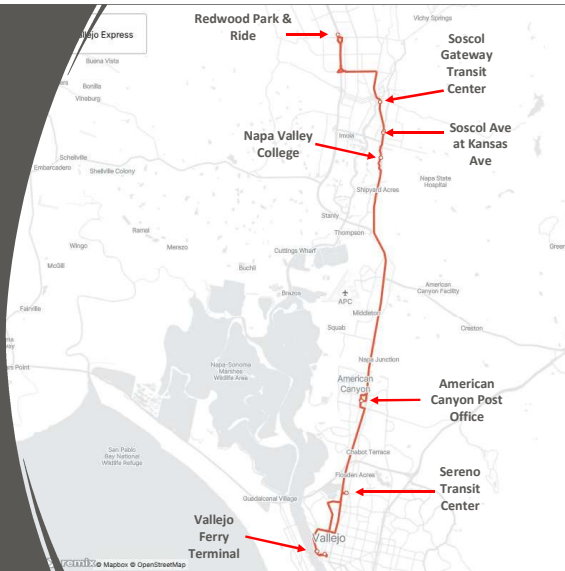 Redwood Park &
Ride
Vichy Springs
llejo Express
Soscol
Gateway
Transit
Center
Buena Vista
Bonilla
Vineburg
Soscol Ave
at Kansas
Ave
Napa Valley
College
Imola
Schellville
Embarcadero
Shellville Colony
Napa State
Hospital
Shipyard Acres
Stanly
Ramal
Thompson
Wingo
Merezo
Cuttings Wharf
McGill
Buchli
Brazos
APC
American
Canyon Facility
Fairville
Middleton
Squab
Creston
Napa Junction
Napa-Sonoma
Marshes
Wildlife Area
American
Canyon
American
Canyon Post
Office
San Pablo
Bay National
Wildlife Refuge
Chabot Terrace
Flosden Acres
Sereno
Transit
Center
Guadalcanal Village
Vallejo
Ferry
Terminal
Vallejo
remix © Mapbox © OpenStreetMap